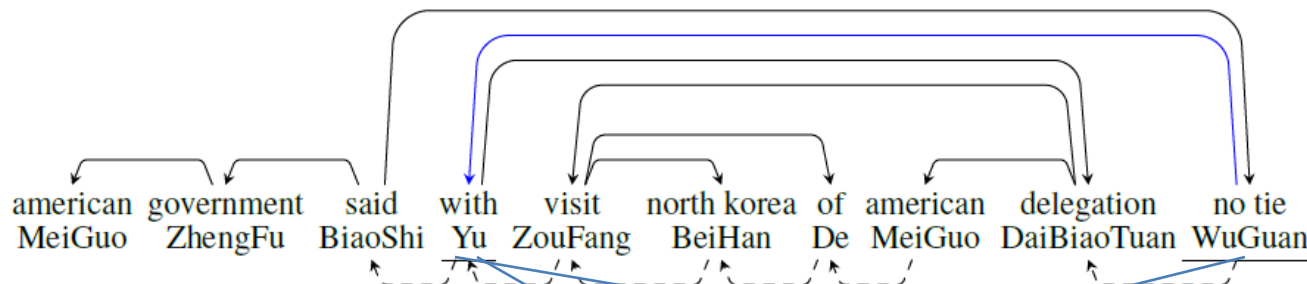 american government said with visit north korea of american delegation no tie
MeiGuo ZhengFu BiaoShi Yu ZouFang BeiHan De MeiGuo DaiBiaoTuan WuGuan